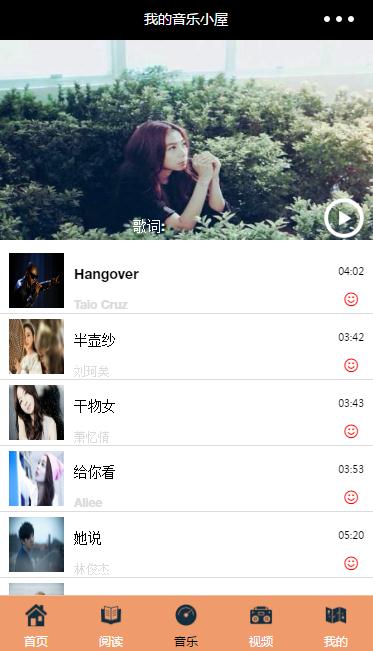 我的音乐小屋
歌词:
Hangover
04:02
Taio Cruz
半壶纱
03:42
刘珂矣
干物女
03:43
萧忆情
给你看
03:53
Ailee
她说
05:20
林俊杰
首页
阅读
音乐
视频
我的